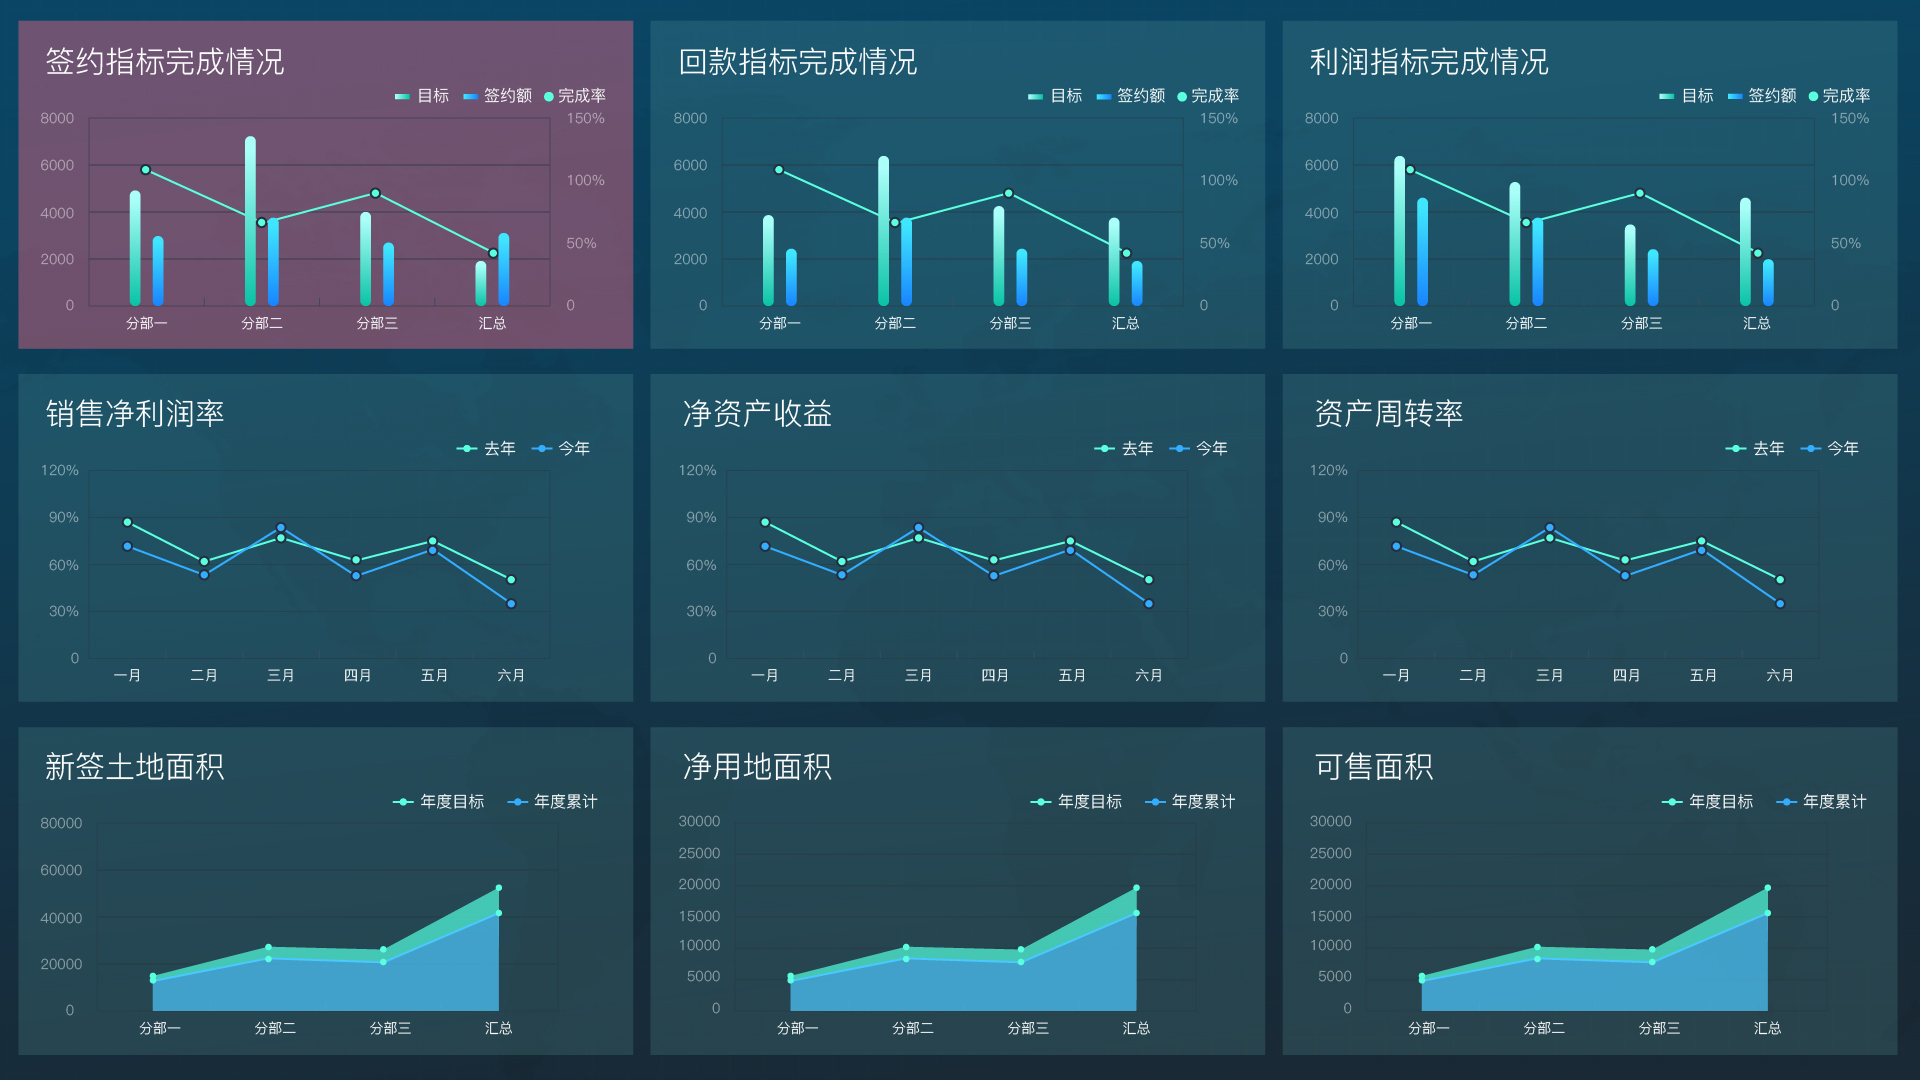 签约指标完成情况
目标 签约额 完成率
8000 150%
6000
100%
4000
50%
2000
0 0
分部一 分部二 分部三 汇总
回款指标完成情况
目标 签约额 完成率
8000 150%
6000
100%
4000
50%
2000
0 0
分部一 分部二 分部三 汇总
利润指标完成情况
目标 签约额 完成率
8000 150%
6000
100%
4000
50%
2000
0 0
分部一 分部二 分部三 汇总
销售净利润率
去年 今年
120%
90%
60%
30%
0
一月 二月 三月 四月 五月 六月
净资产收益
去年 今年
120%
90%
60%
30%
0
一月 二月 三月 四月 五月 六月
资产周转率
去年 今年
120%
90%
60%
30%
0
一月 二月 三月 四月 五月 六月
新签土地面积
年度目标 年度累计
80000
60000
40000
20000
0
分部一 分部二 分部三 汇总
净用地面积
年度目标 年度累计
30000
25000
20000
15000
10000
5000
0
分部一 分部二 分部三 汇总
可售面积
年度目标 年度累计
30000
25000
20000
15000
10000
5000
0
分部一 分部二 分部三 汇总